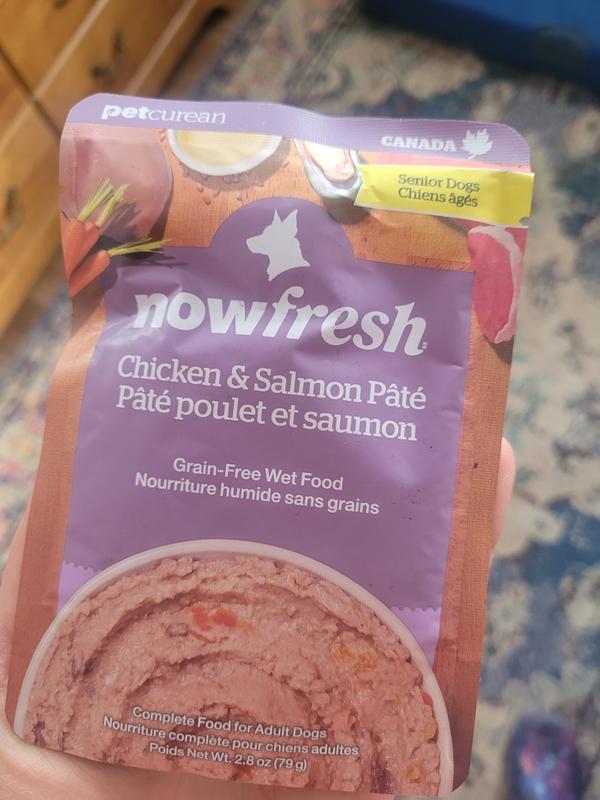 petcurean
CANADA
Senior Dogs
Chiens âgés
nowfresh
Chicken & Salmon Pâté
Pâté poulet et saumon
Grain-Free Wet Food
Nourriture humide sans grains
Complete Food for Adult Dogs
Nourriture complète pour chiens adultes
Poids Net Wt. 2.8 oz (79 g)